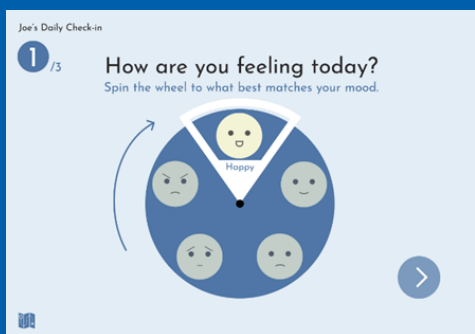 Joe's Daily Check-in
1/3
How are you feeling today?
Spin the wheel to what best matches your mood.
Happy